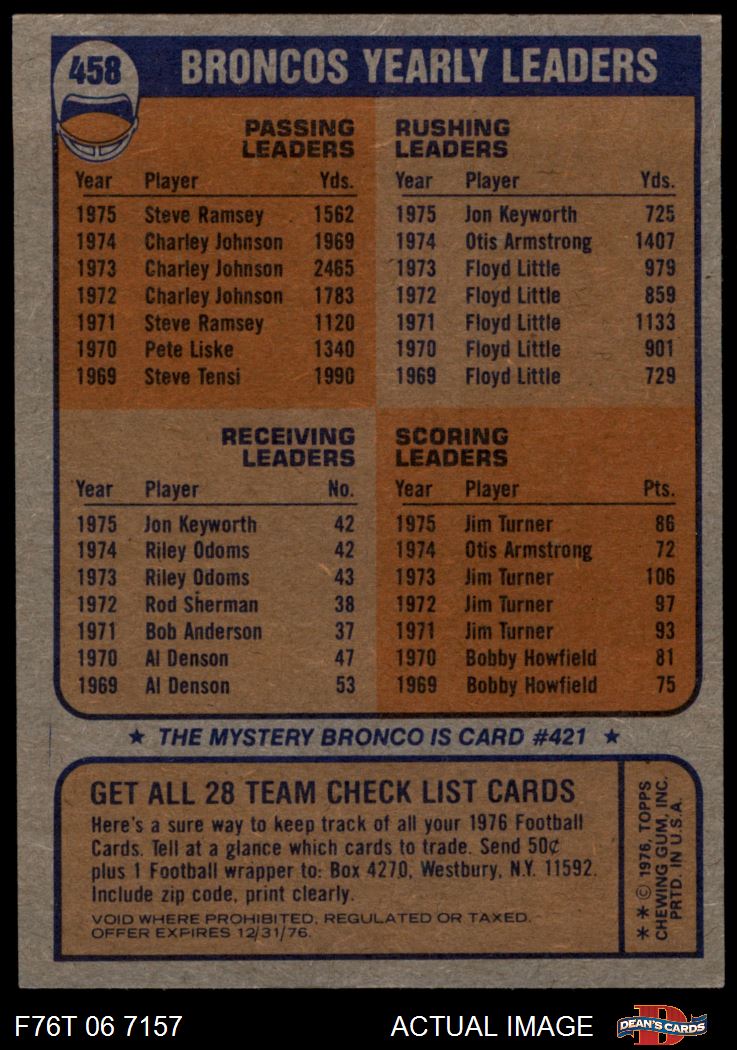 458
BRONCOS YEARLY LEADERS
PASSING
LEADERS
Year Player Yds.
1975 Steve Ramsey 1562
1974 Charley Johnson 1969
1973 Charley Johnson 2465
1972 Charley Johnson 1783
1971 Steve Ramsey 1120
1970 Pete Liske 1340
1969 Steve Tensi 1990
RUSHING
LEADERS
Year Player Yds.
1975 Jon Keyworth 725
1974 Otis Armstrong 1407
1973 Floyd Little 979
1972 Floyd Little 859
1971 Floyd Little 1133
1970 Floyd Little 901
1969 Floyd Little 729
RECEIVING
LEADERS
Year Player No.
1975 Jon Keyworth 42
1974 Riley Odoms 42
1973 Riley Odoms 43
1972 Rod Sherman 38
1971 Bob Anderson 37
1970 Al Denson 47
1969 Al Denson 53
SCORING
LEADERS
Year Player Pts.
1975 Jim Turner 86
1974 Otis Armstrong 72
1973 Jim Turner 106
1972 Jim Turner 97
1971 Jim Turner 93
1970 Bobby Howfield 81
1969 Bobby Howfield 75
★ THE MYSTERY BRONCO IS CARD #421 ★
GET ALL 28 TEAM CHECK LIST CARDS
Here's a sure way to keep track of all your 1976 Football
Cards. Tell at a glance which cards to trade. Send 50¢
plus 1 Football wrapper to: Box 4270, Westbury, N.Y. 11592.
Include zip code, print clearly.
VOID WHERE PROHIBITED, REGULATED OR TAXED.
OFFER EXPIRES 12/31/76.
** © 1976, TOPPS
CHEWING GUM, INC.
PRTD. IN U.S.A.
F76T 06 7157
ACTUAL IMAGE
D
DEAN'S CARDS